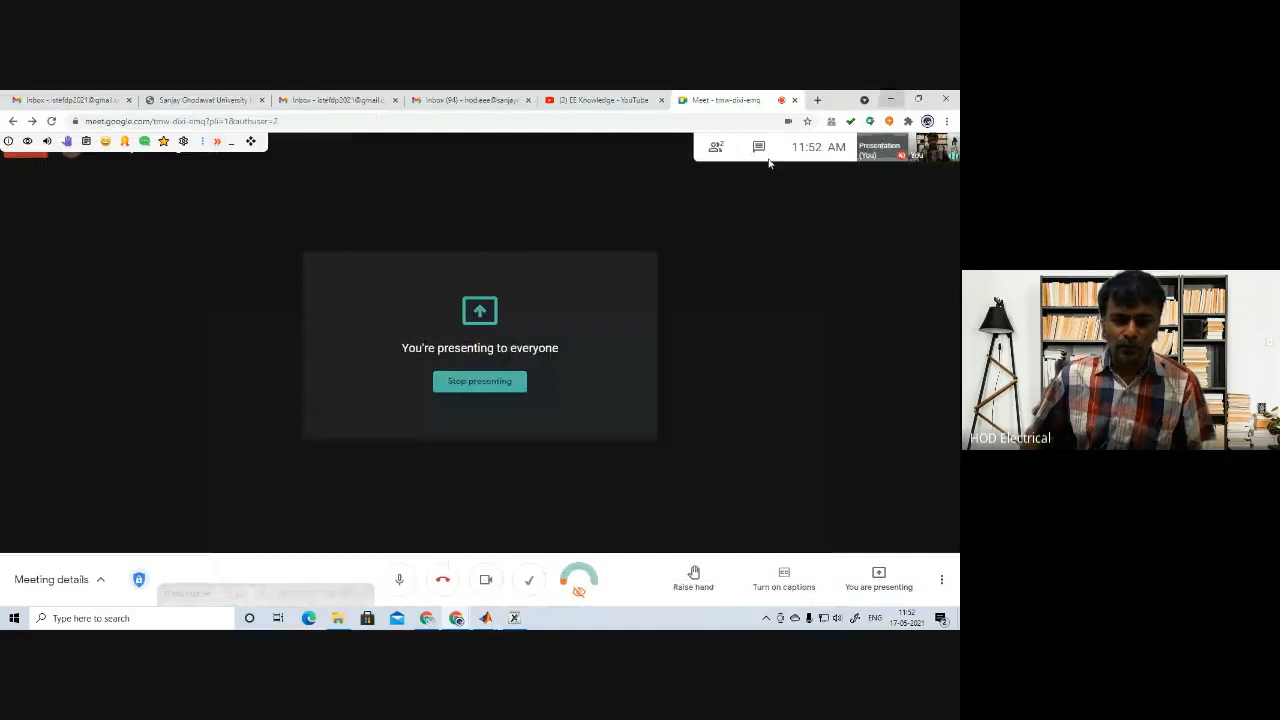 Inbox - istefdp2021@gmail.c
Sanjay Ghodawat University
Inbox - istefdp2021@gmail.c
Inbox (94) - hod.eee@sanjay
(2) EE Knowledge - YouTube
Meet - tmw-dixi-emq
meet.google.com/tmw-dixi-emq?pli=1&authuser=2
2
11:52 AM
Presentation
(You)
You
You're presenting to everyone
Stop presenting
HOD Electrical
Meeting details
Raise hand
Turn on captions
You are presenting
Type here to search
ENG
11:52
17-05-2021
2